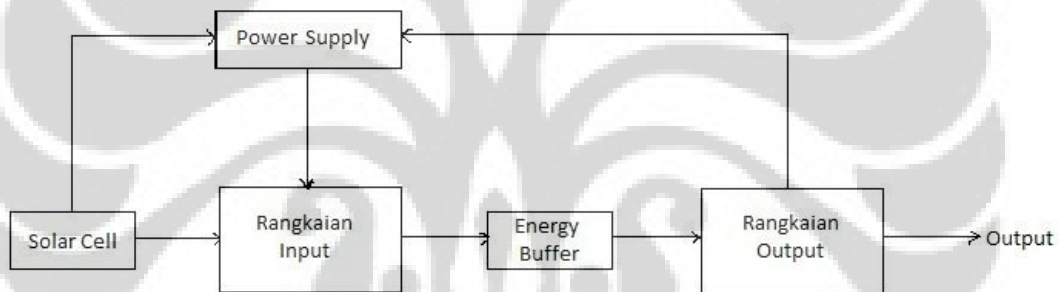 Power Supply
Solar Cell
Rangkaian
Input
Energy
Buffer
Rangkaian
Output
Output